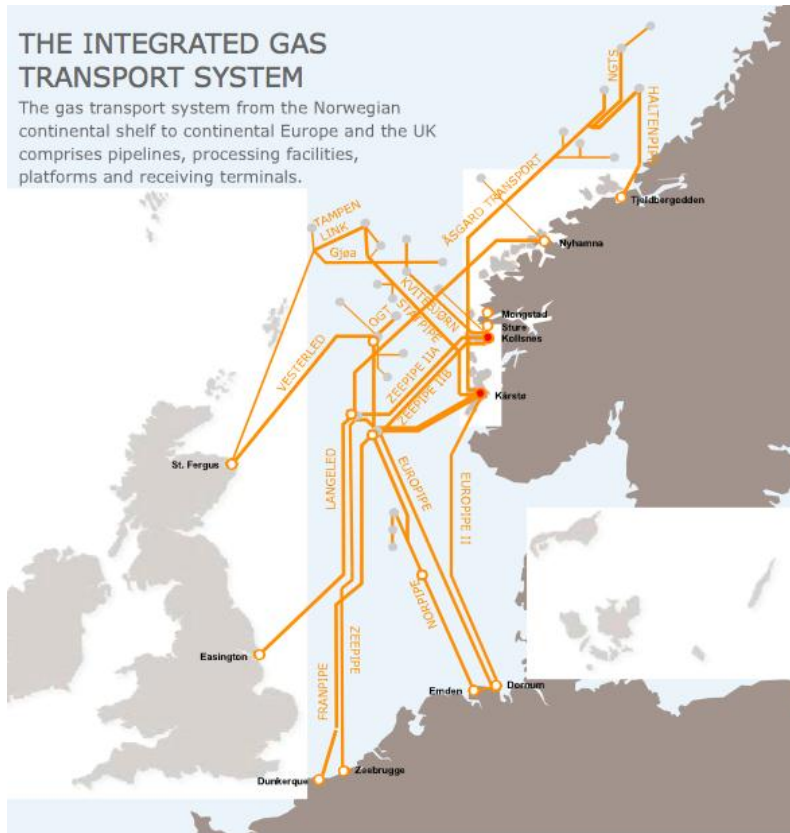 THE INTEGRATED GAS
TRANSPORT SYSTEM
The gas transport system from the Norwegian
continental shelf to continental Europe and the UK
comprises pipelines, processing facilities,
platforms and receiving terminals.
NGTS
HALTENPIPE
ÅSGARD TRANSPORT
Tjeldbergodden
TAMPEN
LINK
Gjøa
Nyhamna
KVITEBJØRN
STATPIPE
OGT
Mongstad
Sture
Kollsnes
VESTERLED
ZEEPIPE IIA
ZEEPIPE IIB
Kårstø
St. Fergus
LANGELED
EUROPIPE
EUROPIPE II
NORPIPE
Easington
ZEEPIPE
FRANPIPE
Emden
Dornum
Dunkerque
Zeebrugge